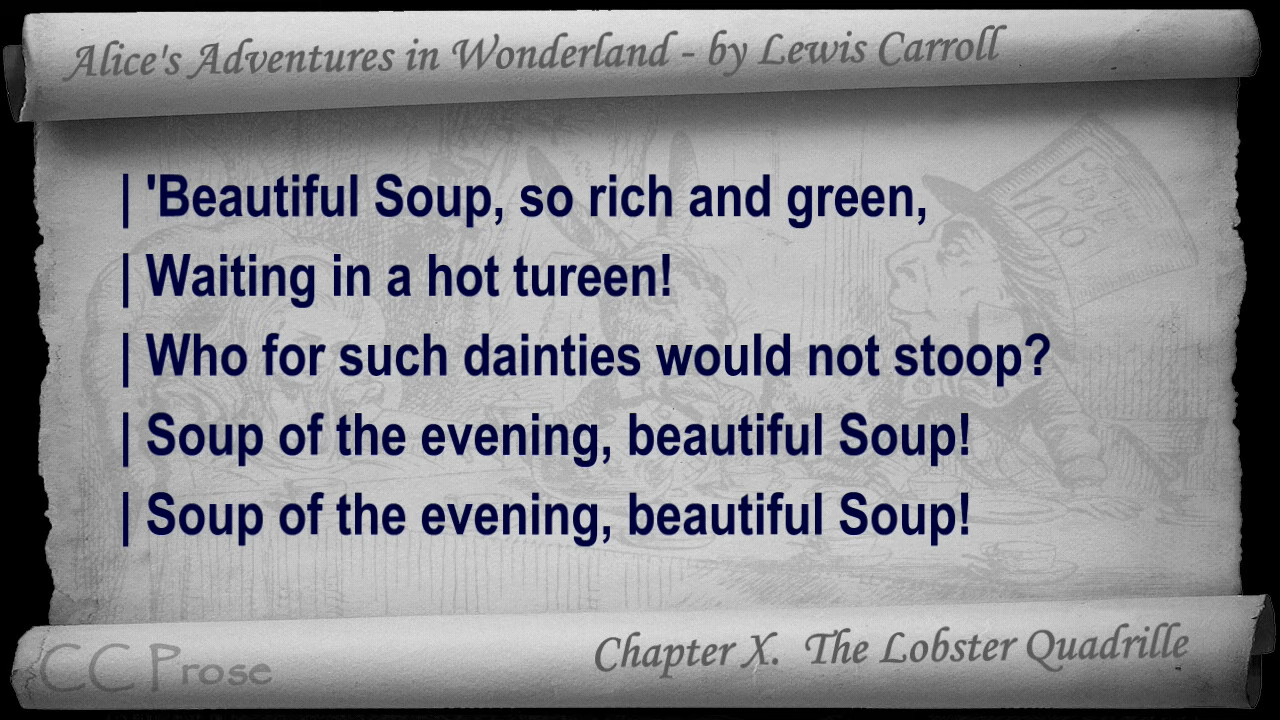 Alice's Adventures in Wonderland - by Lewis Carroll
| 'Beautiful Soup, so rich and green,
| Waiting in a hot tureen!
| Who for such dainties would not stoop?
| Soup of the evening, beautiful Soup!
| Soup of the evening, beautiful Soup!
CC Prose
Chapter X. The Lobster Quadrille